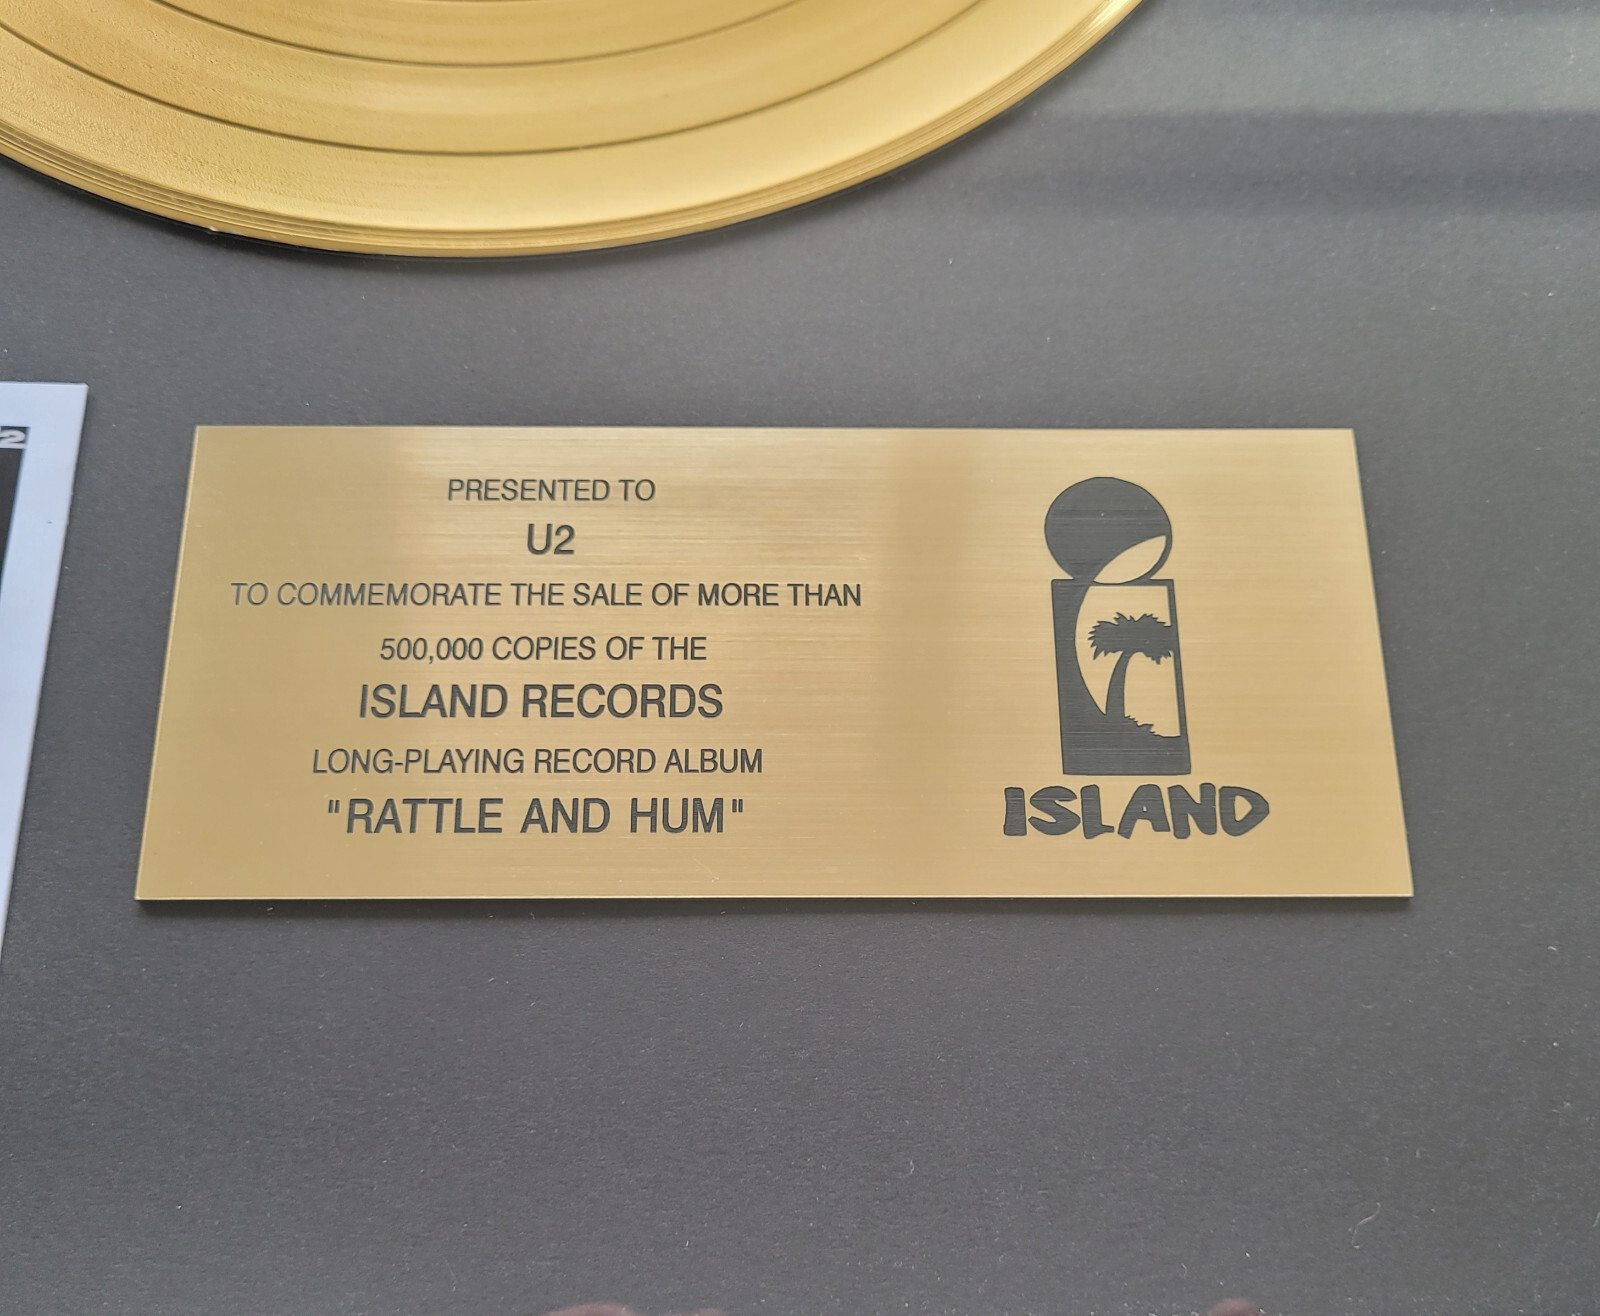 2
PRESENTED TO
U2
TO COMMEMORATE THE SALE OF MORE THAN
500,000 COPIES OF THE
ISLAND RECORDS
LONG-PLAYING RECORD ALBUM
"RATTLE AND HUM"
ISLAND